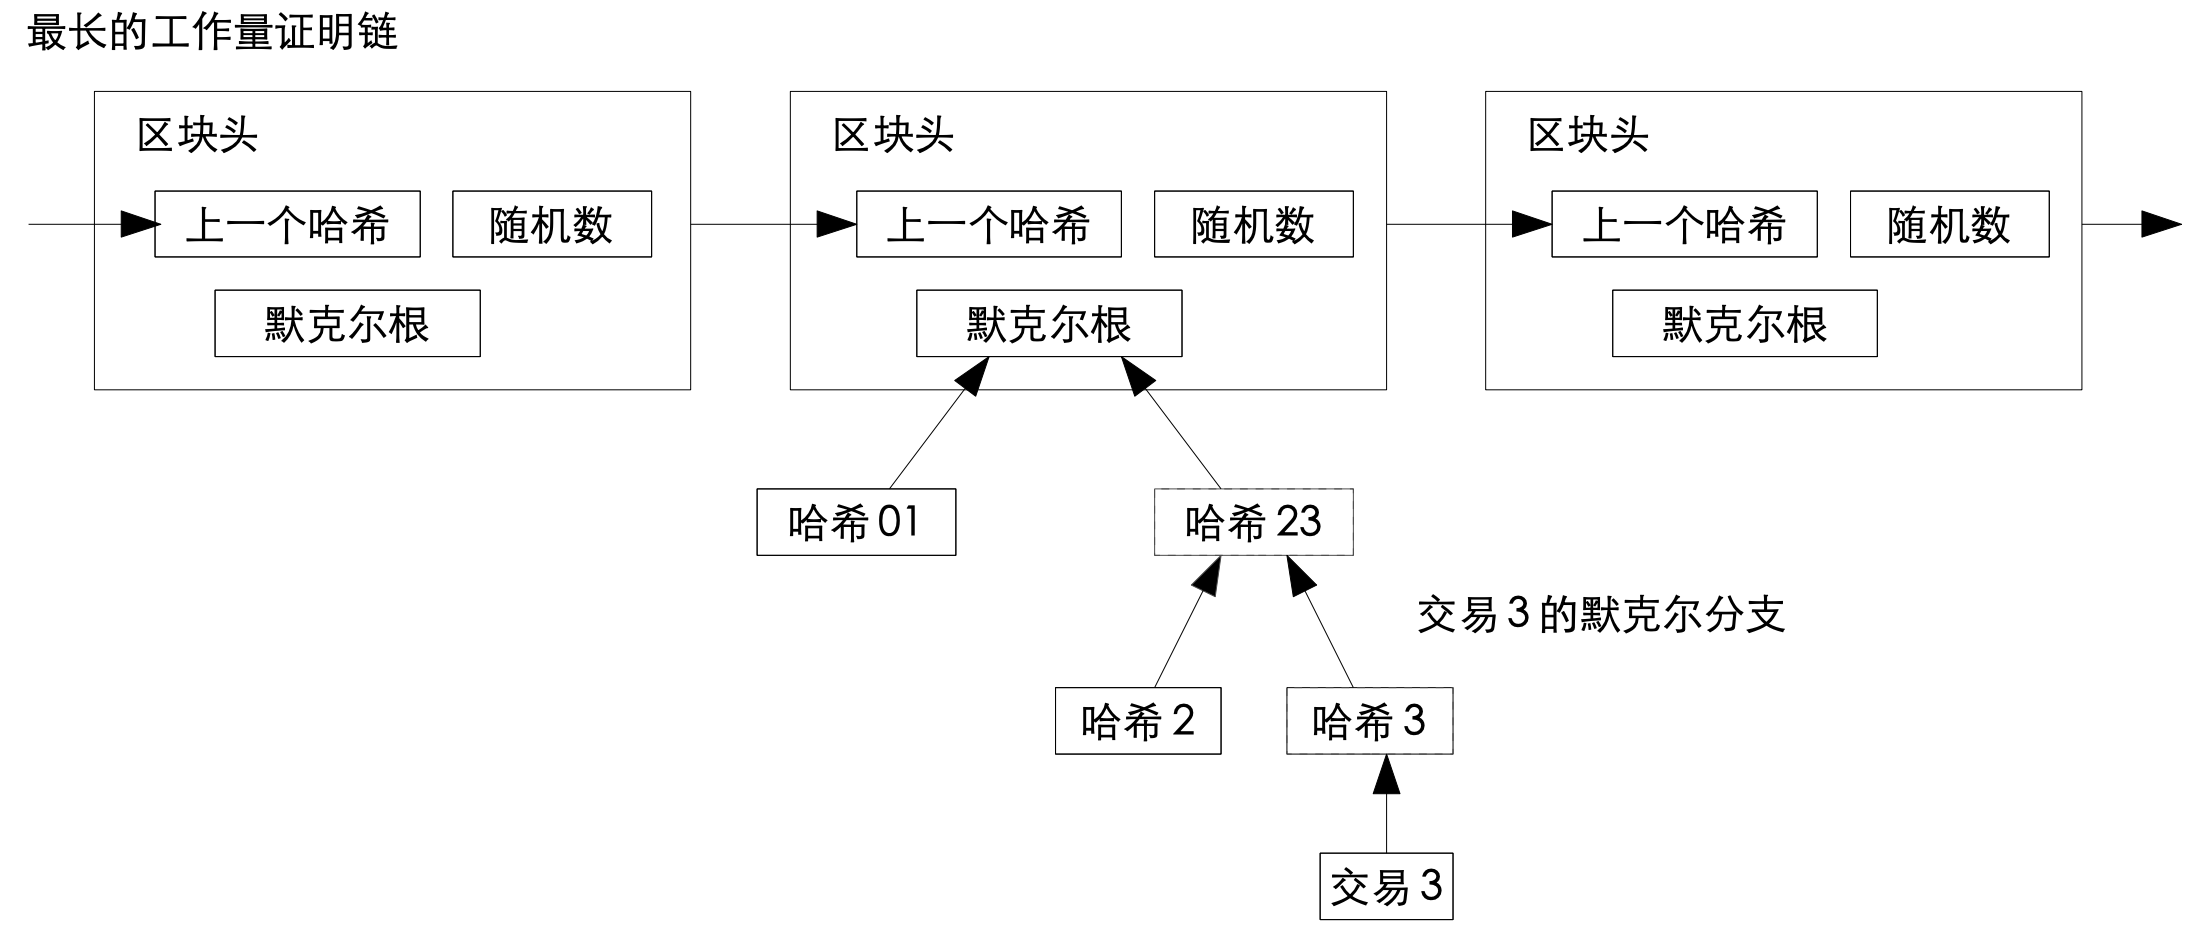 最长的工作量证明链
区块头
区块头
区块头
上一个哈希
随机数
上一个哈希
随机数
上一个哈希
随机数
默克尔根
默克尔根
默克尔根
哈希 01
哈希 23
交易 3 的默克尔分支
哈希 2
哈希 3
交易 3